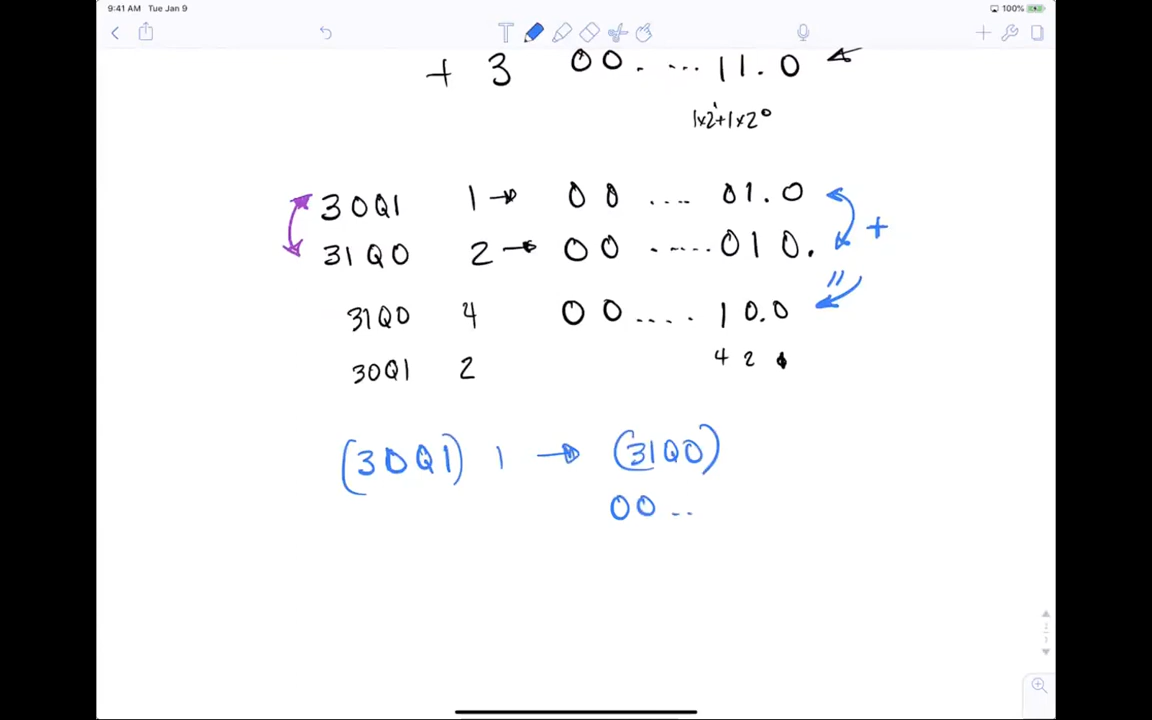 9:41 AM Tue Jan 9
100%
T
+ 3 00. ... 11.0
1x2¹+1x2⁰
30Q1 1 → 00 .... 01.0
31Q0 2 → 00 .....010.
+
31Q0 4 00.... 10.0
//
30Q1 2
4 2
(30Q1) 1 → (31Q0)
00 ..